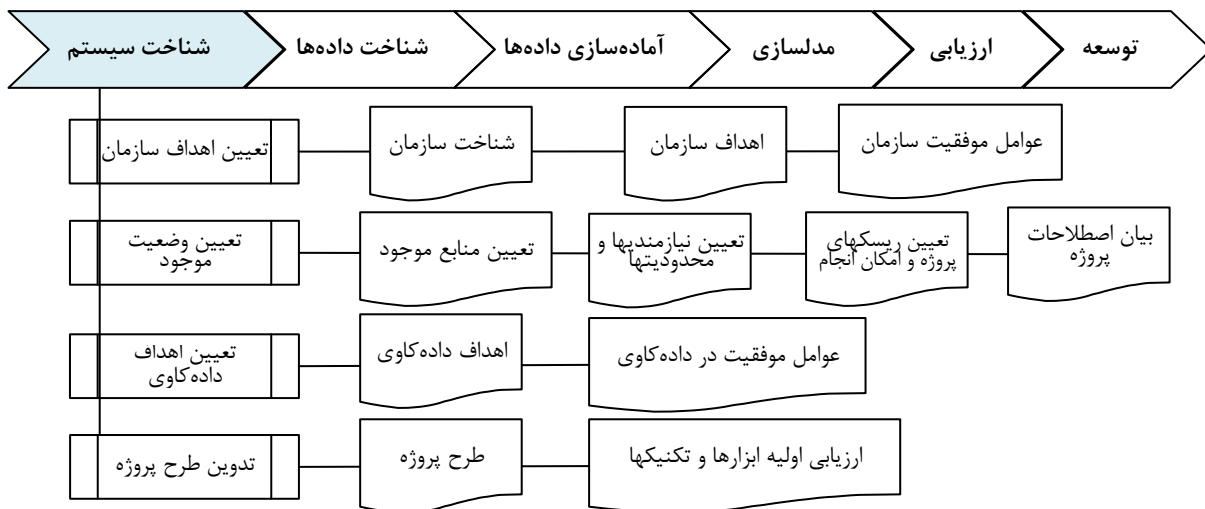 شناخت سیستم
شناخت داده‌ها
آماده‌سازی داده‌ها
مدلسازی
ارزیابی
توسعه
تعیین اهداف سازمان
شناخت سازمان
اهداف سازمان
عوامل موفقیت سازمان
تعیین وضعیت
موجود
تعیین منابع موجود
تعیین نیازمندیها و
محدودیتها
تعیین ریسکهای
پروژه و امکان انجام
بیان اصطلاحات
پروژه
تعیین اهداف
داده‌کاوی
اهداف داده‌کاوی
عوامل موفقیت در داده‌کاوی
تدوین طرح پروژه
طرح پروژه
ارزیابی اولیه ابزارها و تکنیکها